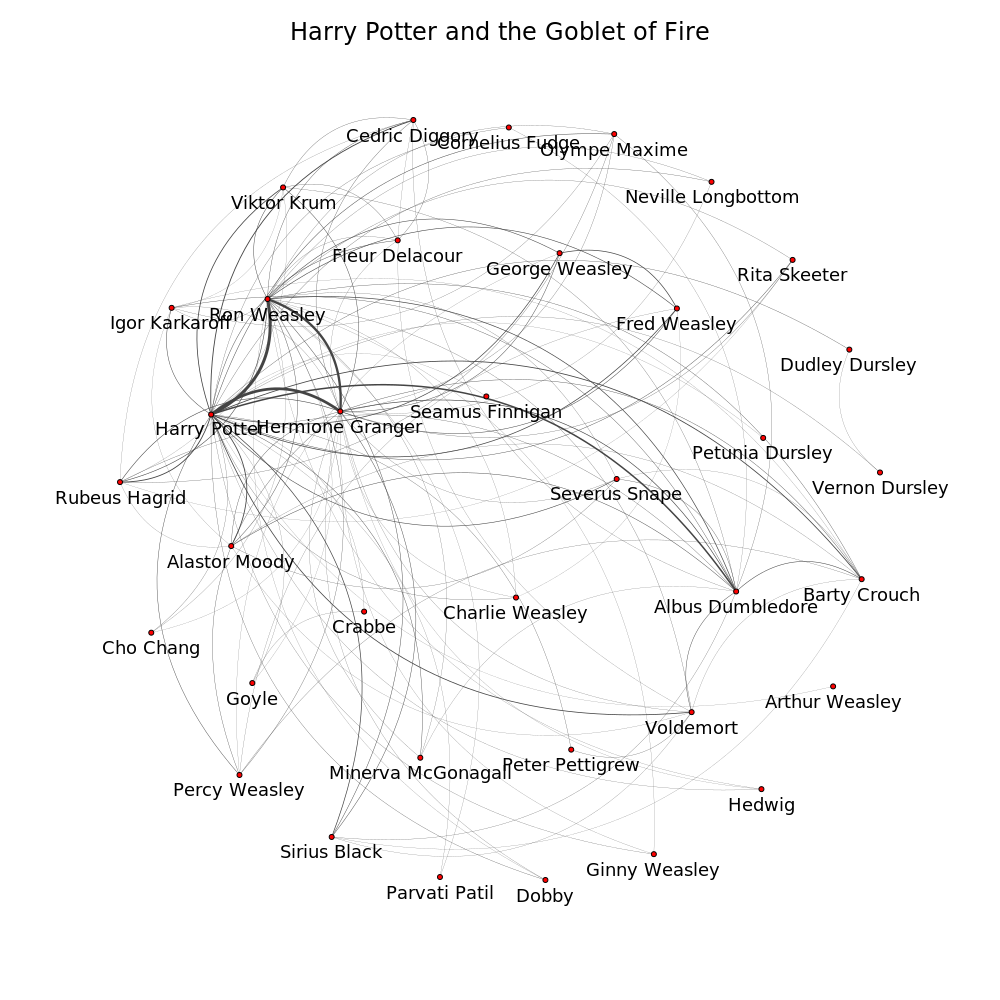 Harry Potter and the Goblet of Fire
Cedric Diggory
Cornelius Fudge
Olympe Maxime
Neville Longbottom
Viktor Krum
Fleur Delacour
George Weasley
Rita Skeeter
Igor Karkaroff
Ron Weasley
Fred Weasley
Dudley Dursley
Seamus Finnigan
Harry Potter
Hermione Granger
Petunia Dursley
Vernon Dursley
Rubeus Hagrid
Severus Snape
Alastor Moody
Barty Crouch
Albus Dumbledore
Charlie Weasley
Crabbe
Cho Chang
Goyle
Arthur Weasley
Voldemort
Peter Pettigrew
Minerva McGonagall
Percy Weasley
Hedwig
Sirius Black
Ginny Weasley
Parvati Patil
Dobby